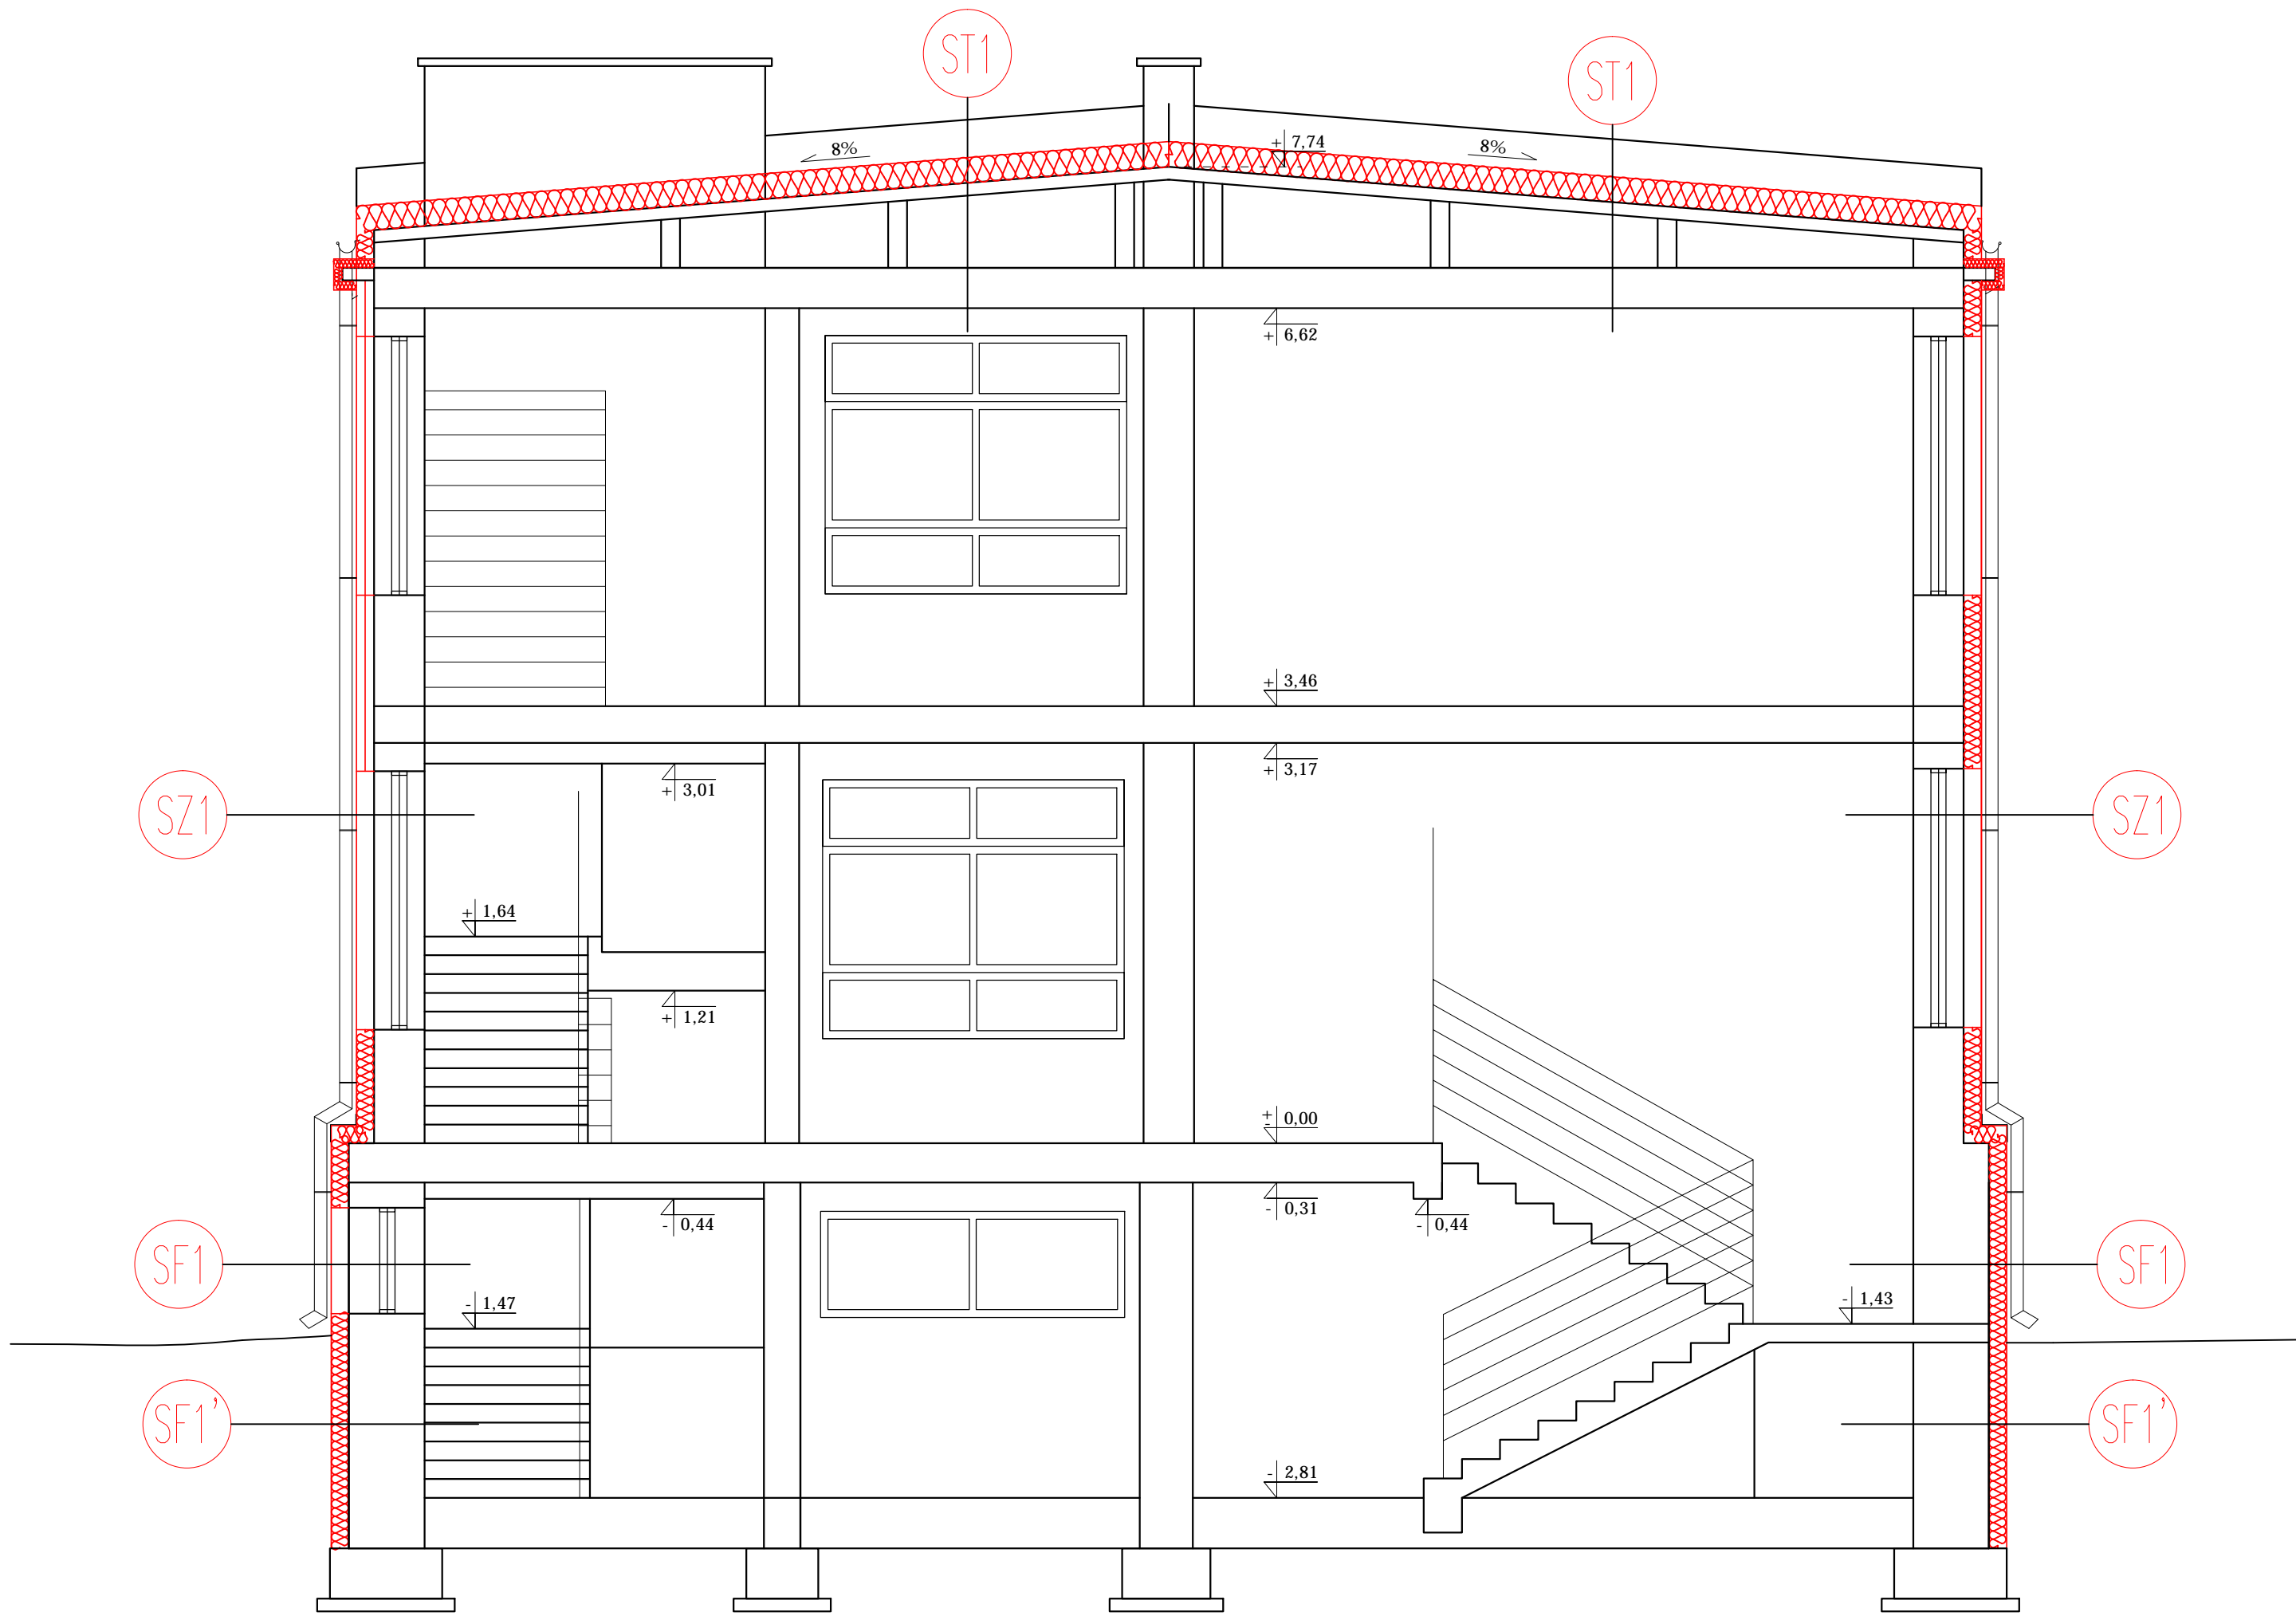 ST1
ST1
8%
+ 7,74
8%
+ 6,62
+ 3,46
+ 3,17
+ 3,01
SZ1
SZ1
+ 1,64
+ 1,21
± 0,00
- 0,31
- 0,44
- 0,44
SF1
SF1
- 1,47
- 1,43
SF1'
SF1'
- 2,81